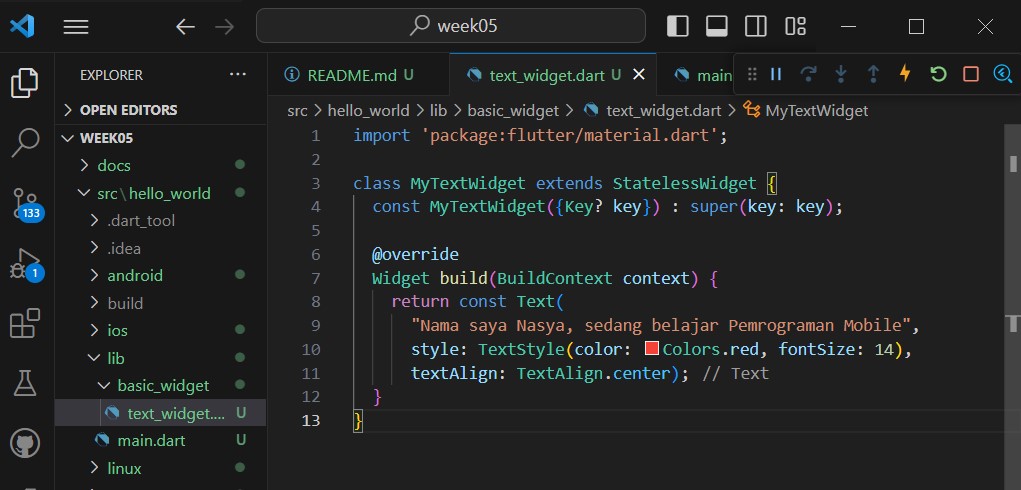 week05
EXPLORER ...
OPEN EDITORS
WEEK05
docs
src\hello_world
.dart_tool
.idea
android
build
ios
lib
basic_widget
text_widget.... U
main.dart U
linux
133
1
README.md U
text_widget.dart U
main
src > hello_world > lib > basic_widget > text_widget.dart > MyTextWidget
1 import 'package:flutter/material.dart';
2
3 class MyTextWidget extends StatelessWidget {
4 const MyTextWidget({Key? key}) : super(key: key);
5
6 @override
7 Widget build(BuildContext context) {
8 return const Text(
9 "Nama saya Nasya, sedang belajar Pemrograman Mobile",
10 style: TextStyle(color: Colors.red, fontSize: 14),
11 textAlign: TextAlign.center); // Text
12 }
13 }